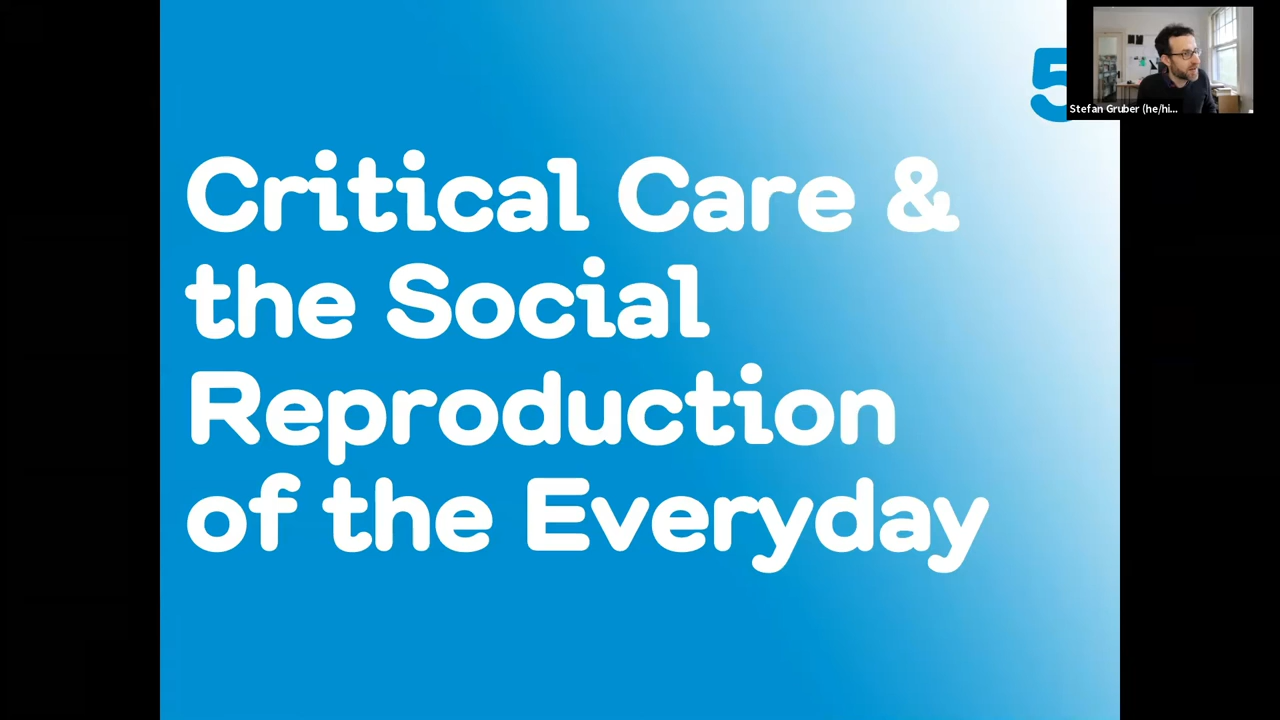 5
Stefan Gruber (he/hi...
Critical Care &
the Social
Reproduction
of the Everyday